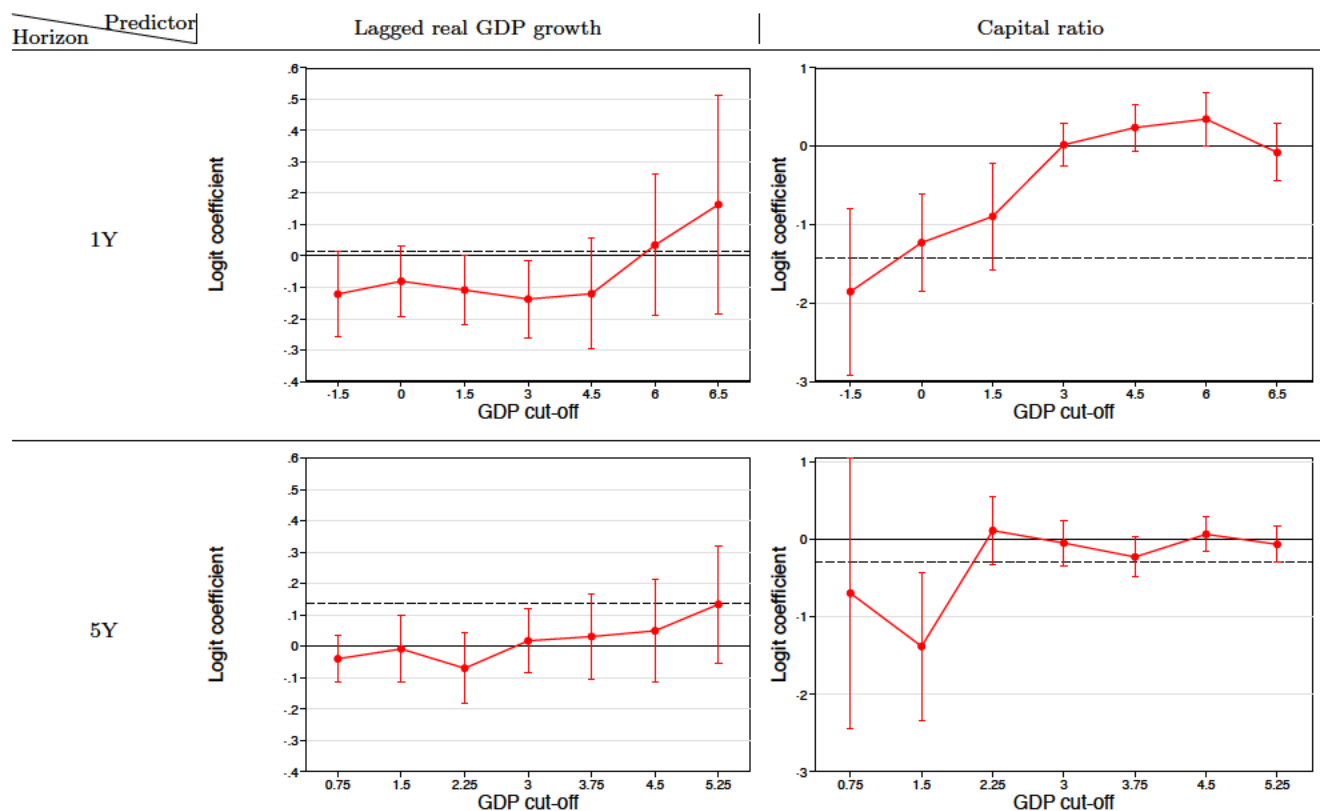 Predictor
Horizon
Lagged real GDP growth
Capital ratio
1Y
Logit coefficient
.6
.5
.4
.3
.2
.1
0
-.1
-.2
-.3
-.4
-1.5 0 1.5 3 4.5 6 6.5
GDP cut-off
Logit coefficient
1
0
-1
-2
-3
-1.5 0 1.5 3 4.5 6 6.5
GDP cut-off
5Y
Logit coefficient
.6
.5
.4
.3
.2
.1
0
-.1
-.2
-.3
-.4
0.75 1.5 2.25 3 3.75 4.5 5.25
GDP cut-off
Logit coefficient
1
0
-1
-2
-3
0.75 1.5 2.25 3 3.75 4.5 5.25
GDP cut-off